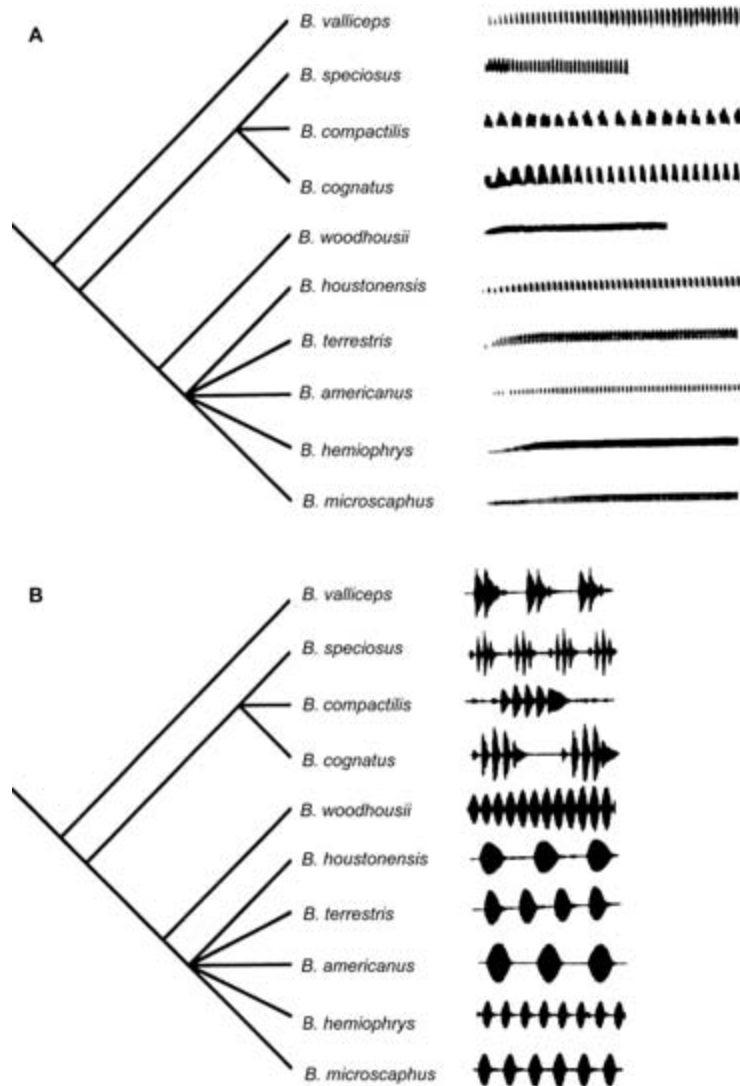 A
B. valliceps
B. speciosus
B. compactilis
B. cognatus
B. woodhousii
B. houstonensis
B. terrestris
B. americanus
B. hemiophrys
B. microscaphus
B
B. valliceps
B. speciosus
B. compactilis
B. cognatus
B. woodhousii
B. houstonensis
B. terrestris
B. americanus
B. hemiophrys
B. microscaphus